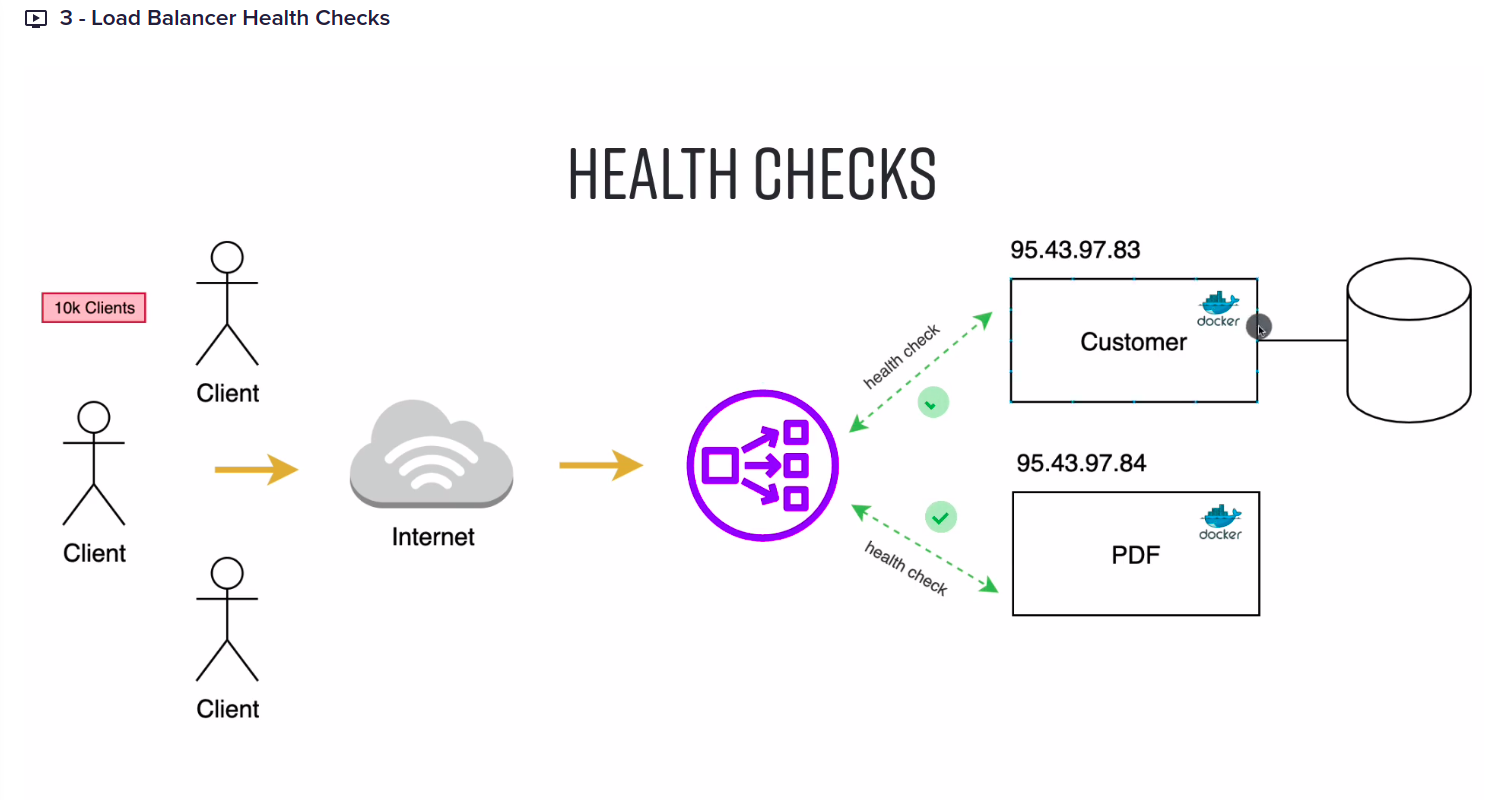 3 - Load Balancer Health Checks
HEALTH CHECKS
10k Clients
Client
Client
Client
Internet
health check
health check
95.43.97.83
docker
Customer
95.43.97.84
docker
PDF